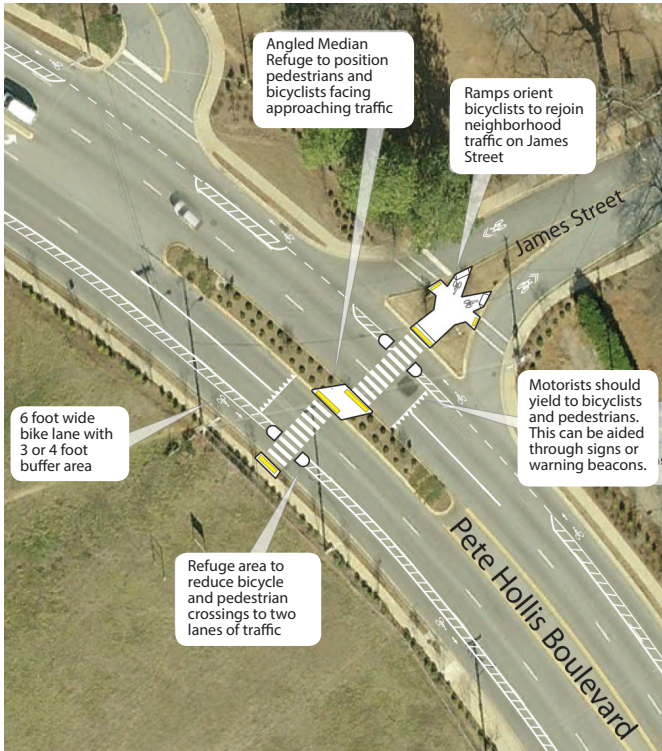 Angled Median
Refuge to position
pedestrians and
bicyclists facing
approaching traffic
Ramps orient
bicyclists to rejoin
neighborhood
traffic on James
Street
James Street
6 foot wide
bike lane with
3 or 4 foot
buffer area
Motorists should
yield to bicyclists
and pedestrians.
This can be aided
through signs or
warning beacons.
s
Refuge area to
reduce bicycle
and pedestrian
crossings to two
lanes of traffic
Pete Hollis Boulevard